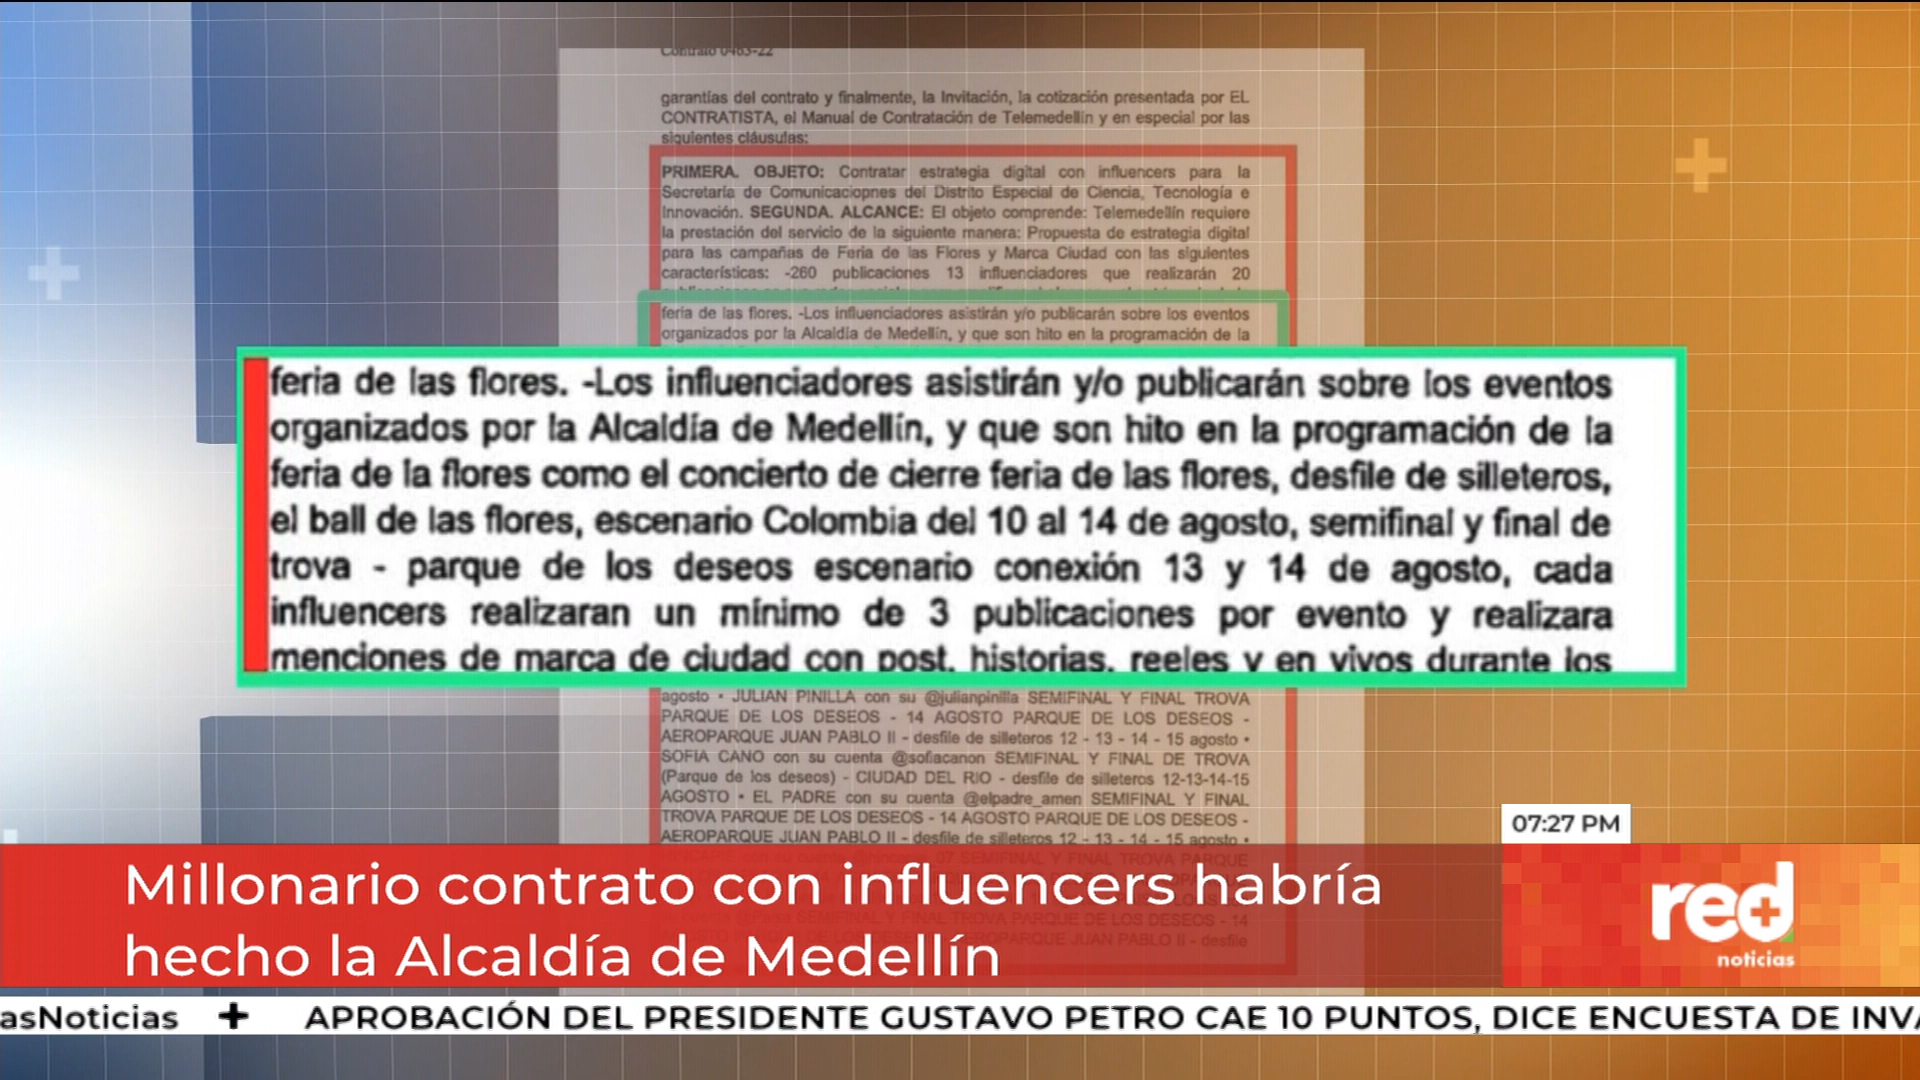 Contrato 0463-22
garantías del contrato y finalmente, la Invitación, la cotización presentada por EL
CONTRATISTA, el Manual de Contratación de Telemedellín y en especial por las
siguientes cláusulas:
PRIMERA. OBJETO: Contratar estrategia digital con influencers para la
Secretaría de Comunicaciopnes del Distrito Especial de Ciencia, Tecnología e
Innovación. SEGUNDA. ALCANCE: El objeto comprende: Telemedellín requiere
la prestación del servicio de la siguiente manera: Propuesta de estrategia digital
para las campañas de Feria de las Flores y Marca Ciudad con las siguientes
características: -260 publicaciones 13 influenciadores que realizarán 20
feria de las flores. -Los influenciadores asistirán y/o publicarán sobre los eventos
organizados por la Alcaldía de Medellín, y que son hito en la programación de la
feria de las flores. -Los influenciadores asistirán y/o publicarán sobre los eventos
organizados por la Alcaldía de Medellín, y que son hito en la programación de la
feria de la flores como el concierto de cierre feria de las flores, desfile de silleteros,
el ball de las flores, escenario Colombia del 10 al 14 de agosto, semifinal y final de
trova - parque de los deseos escenario conexión 13 y 14 de agosto, cada
influencers realizaran un mínimo de 3 publicaciones por evento y realizara
menciones de marca de ciudad con post, historias, reeles y en vivos durante los
agosto • JULIAN PINILLA con su @julianpinilla SEMIFINAL Y FINAL TROVA
PARQUE DE LOS DESEOS - 14 AGOSTO PARQUE DE LOS DESEOS -
AEROPARQUE JUAN PABLO II - desfile de silleteros 12 - 13 - 14 - 15 agosto •
SOFIA CANO con su cuenta @sofiacanon SEMIFINAL Y FINAL DE TROVA
(Parque de los deseos) - CIUDAD DEL RIO - desfile de silleteros 12-13-14-15
AGOSTO • EL PADRE con su cuenta @elpadre_amen SEMIFINAL Y FINAL
TROVA PARQUE DE LOS DESEOS - 14 AGOSTO PARQUE DE LOS DESEOS -
AEROPARQUE JUAN PABLO II - desfile de silleteros 12 - 13 - 14 - 15 agosto •
07:27 PM
Millonario contrato con influencers habría
hecho la Alcaldía de Medellín
red+
noticias
asNoticias + APROBACIÓN DEL PRESIDENTE GUSTAVO PETRO CAE 10 PUNTOS, DICE ENCUESTA DE INVA